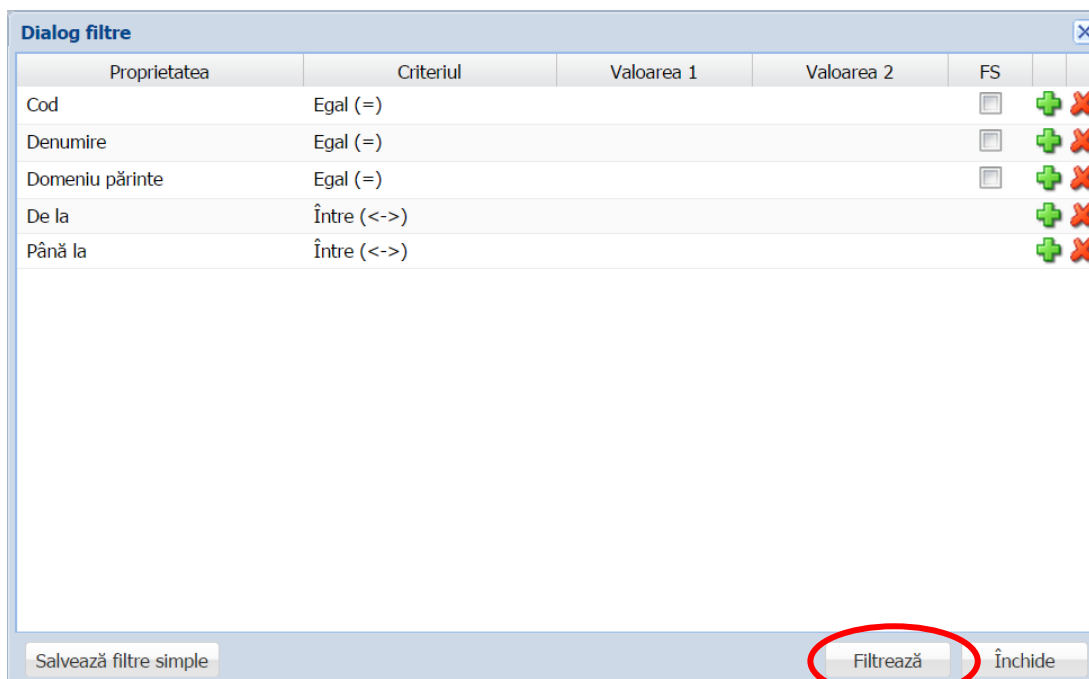 Dialog filtre
Proprietatea Criteriul Valoarea 1 Valoarea 2 FS
Cod Egal (=)
Denumire Egal (=)
Domeniu părinte Egal (=)
De la Între (<->)
Până la Între (<->)
Salvează filtre simple Filtrează Închide